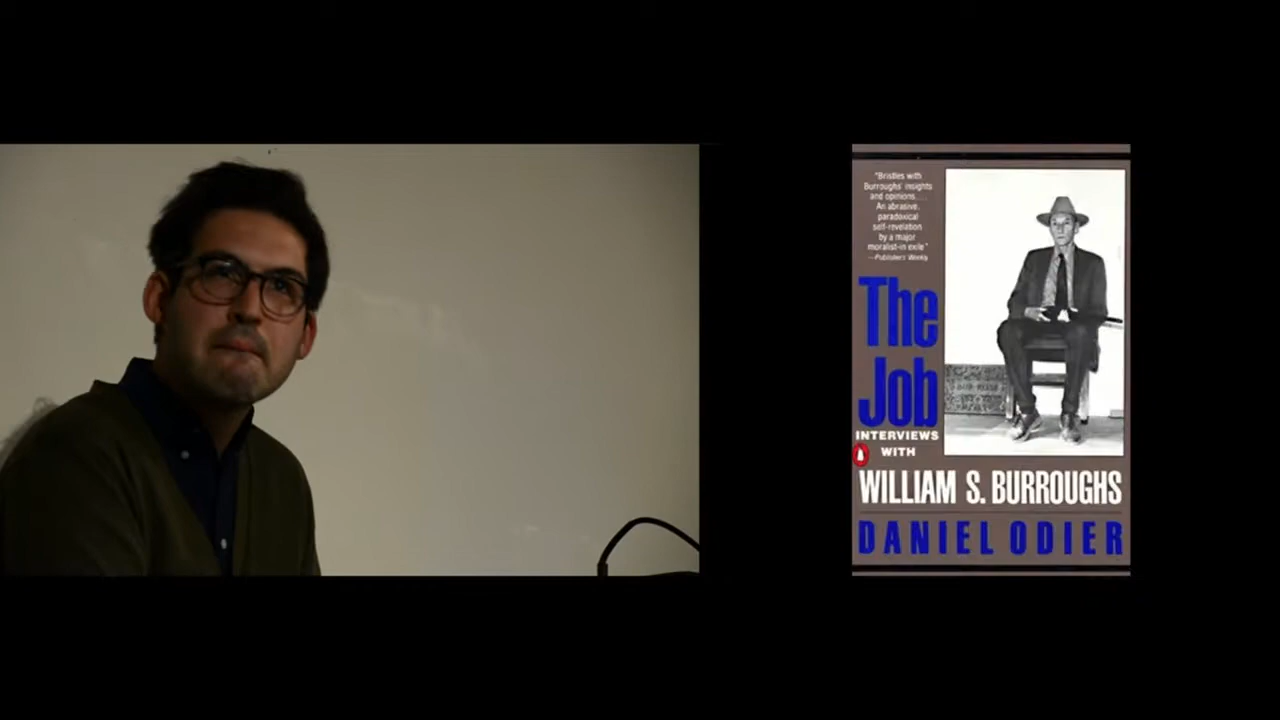 "Bristles with
Burroughs' insights
and opinions....
An abrasive,
paradoxical
self-revelation
by a major
moralist-in exile"
—Publishers Weekly
The
Job
INTERVIEWS
WITH
WILLIAM S. BURROUGHS
DANIEL ODIER